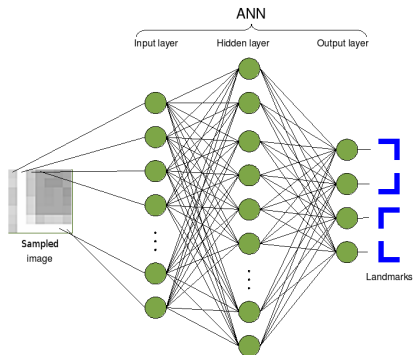 ANN
Input layer Hidden layer Output layer
Sampled
image
Landmarks